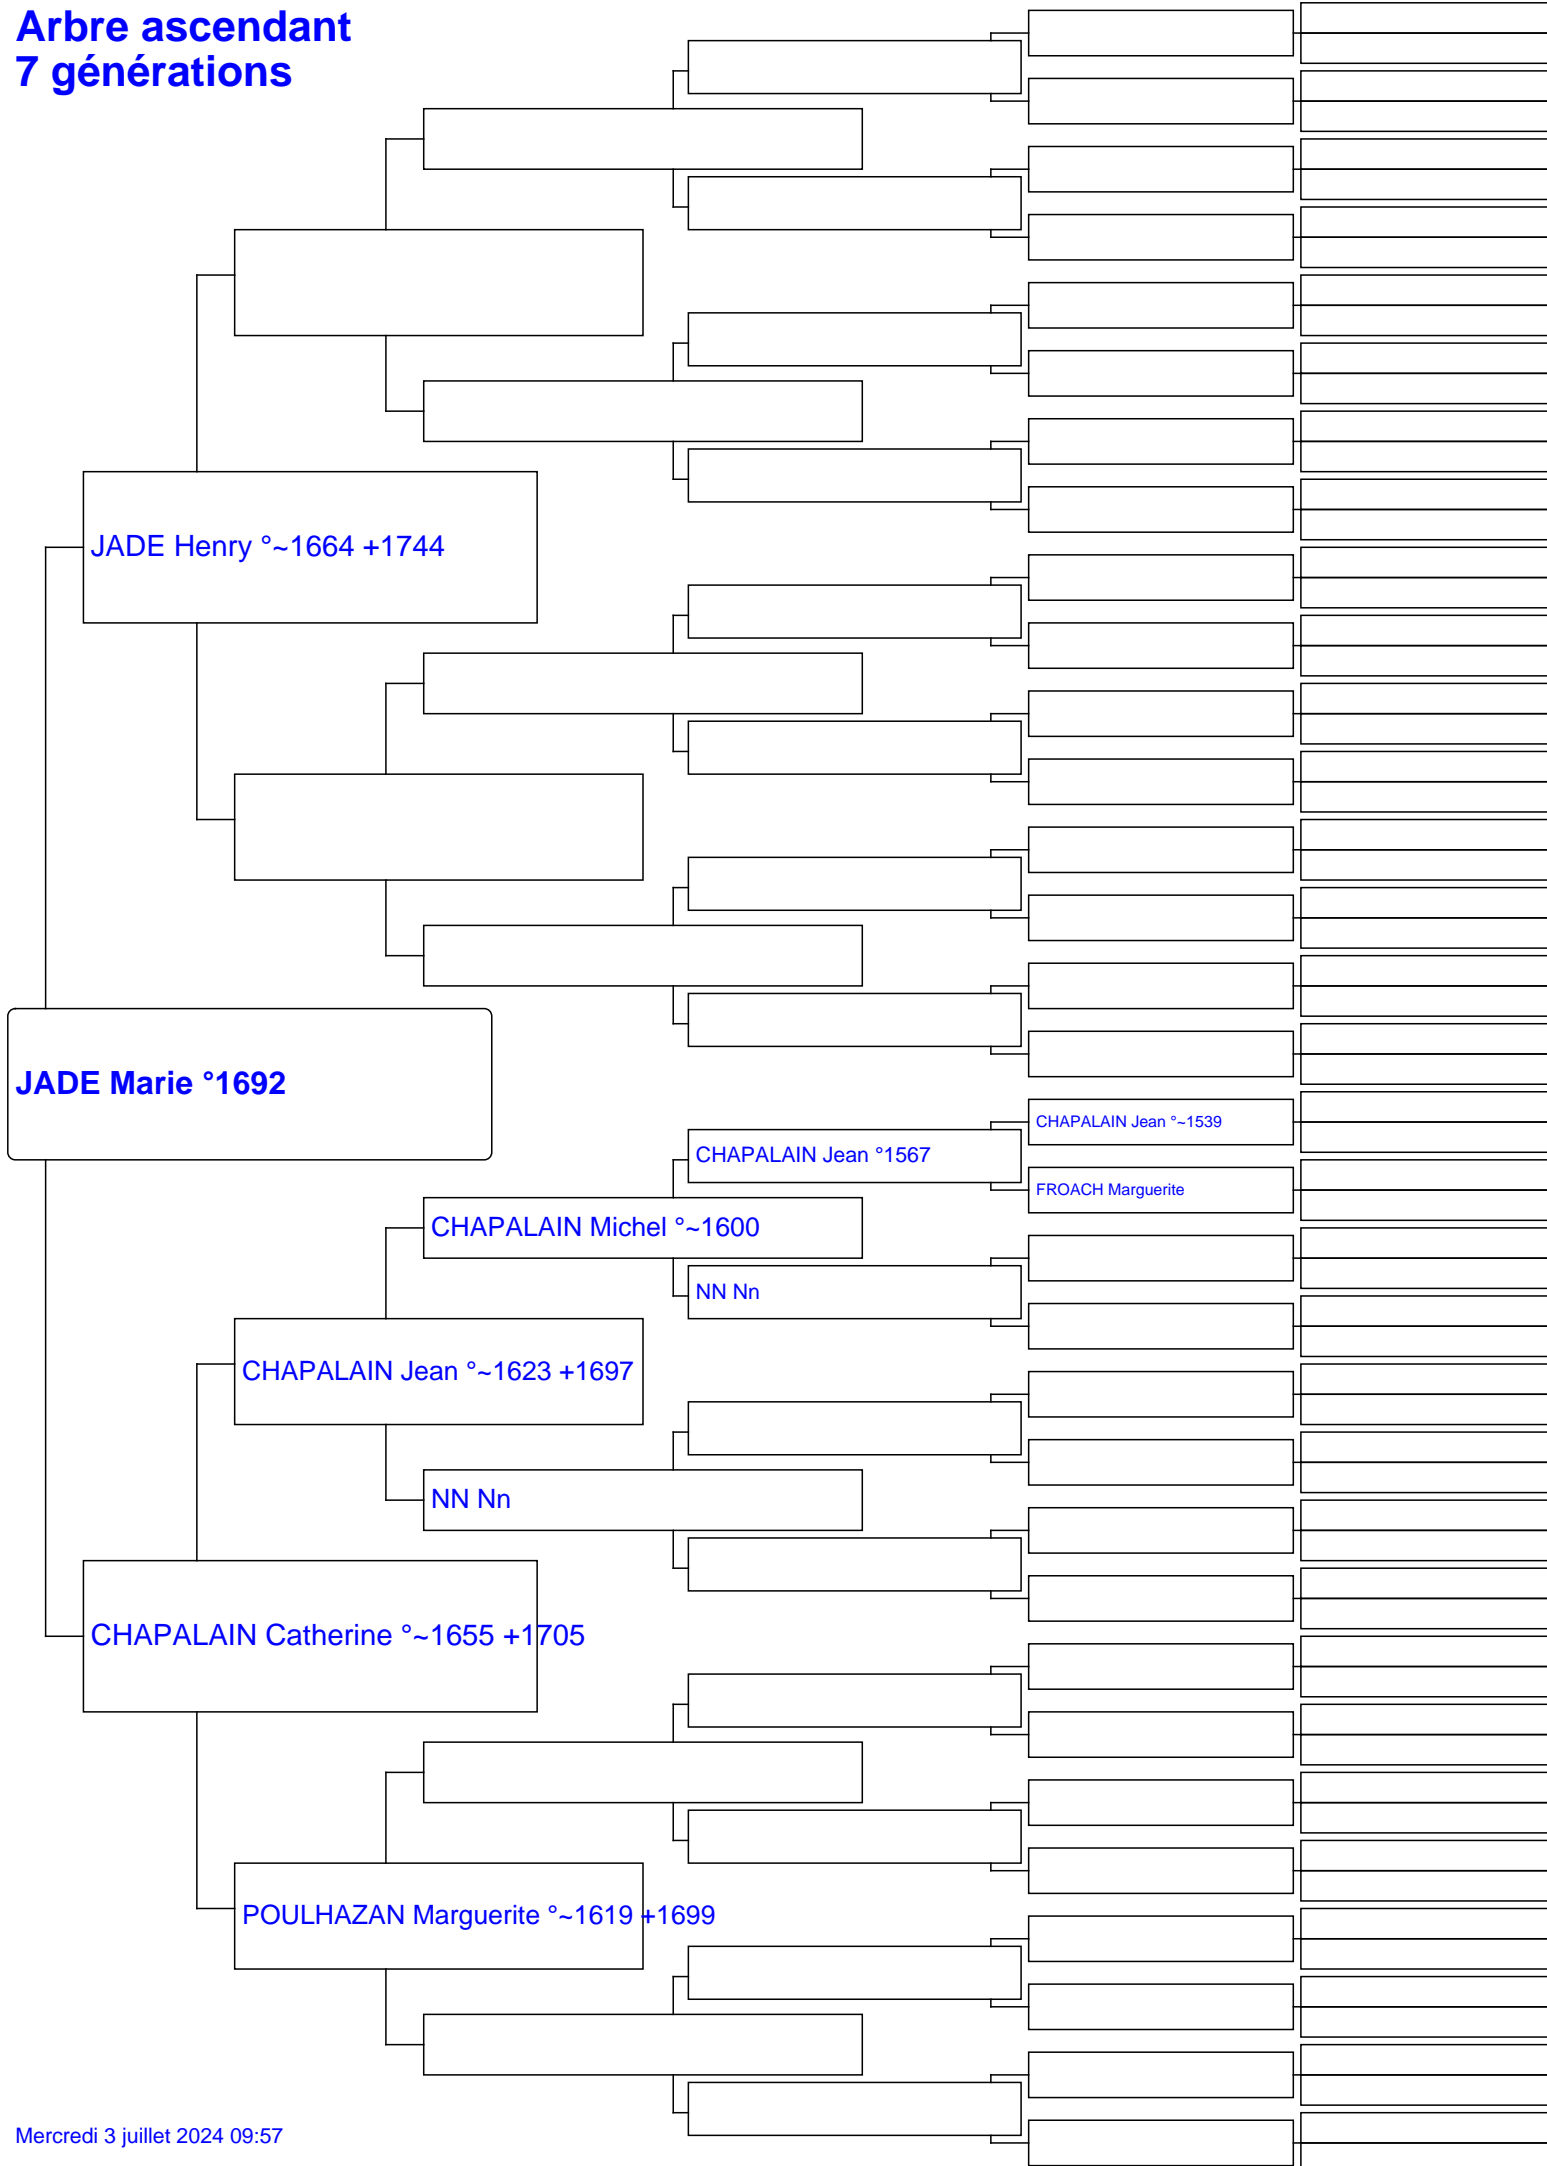 Arbre ascendant
7 générations
JADE Henry °~1664 +1744
JADE Marie °1692
CHAPALAIN Jean °~1539
CHAPALAIN Jean °1567
FROACH Marguerite
CHAPALAIN Michel °~1600
NN Nn
CHAPALAIN Jean °~1623 +1697
NN Nn
CHAPALAIN Catherine °~1655 +1705
POULHAZAN Marguerite °~1619 +1699
Mercredi 3 juillet 2024 09:57